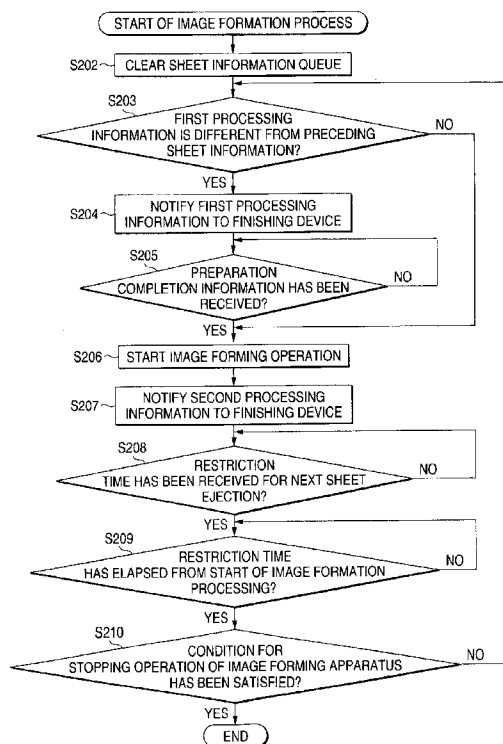 START OF IMAGE FORMATION PROCESS
S202
CLEAR SHEET INFORMATION QUEUE
S203
FIRST PROCESSING
INFORMATION IS DIFFERENT FROM PRECEDING
SHEET INFORMATION?
NO
YES
S204
NOTIFY FIRST PROCESSING
INFORMATION TO FINISHING DEVICE
S205
PREPARATION
COMPLETION INFORMATION HAS BEEN
RECEIVED?
NO
YES
S206
START IMAGE FORMING OPERATION
S207
NOTIFY SECOND PROCESSING
INFORMATION TO FINISHING DEVICE
S208
RESTRICTION
TIME HAS BEEN RECEIVED FOR NEXT SHEET
EJECTION?
NO
YES
S209
RESTRICTION TIME
HAS ELAPSED FROM START OF IMAGE FORMATION
PROCESSING?
NO
YES
S210
CONDITION FOR
STOPPING OPERATION OF IMAGE FORMING APPARATUS
HAS BEEN SATISFIED?
NO
YES
END